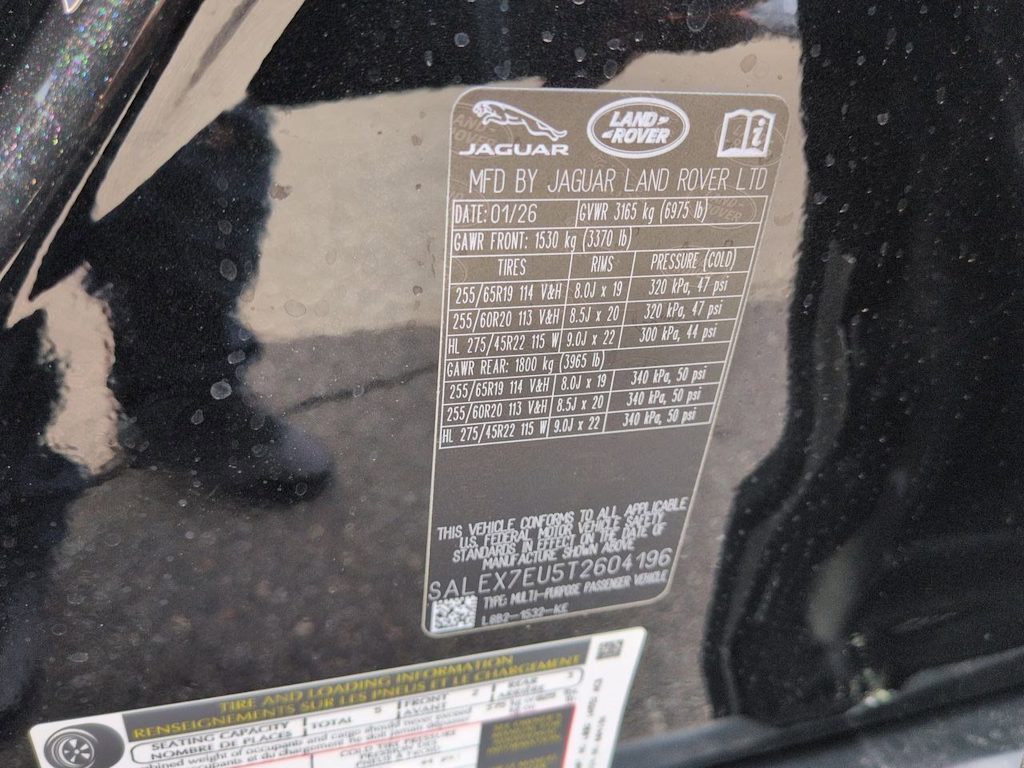 JAGUAR
LAND-
-ROVER
MFD BY JAGUAR LAND ROVER LTD
DATE: 01/26 GVWR 3165 kg (6975 lb)
GAWR FRONT: 1530 kg (3370 lb)
TIRES RIMS PRESSURE (COLD)
255/65R19 114 V&H 8.0J x 19 320 kPa, 47 psi
255/60R20 113 V&H 8.5J x 20 320 kPa, 47 psi
HL 275/45R22 115 W 9.0J x 22 300 kPa, 44 psi
GAWR REAR: 1800 kg (3965 lb)
255/65R19 114 V&H 8.0J x 19 340 kPa, 50 psi
255/60R20 113 V&H 8.5J x 20 340 kPa, 50 psi
HL 275/45R22 115 W 9.0J x 22 340 kPa, 50 psi
THIS VEHICLE CONFORMS TO ALL APPLICABLE
U.S. FEDERAL MOTOR VEHICLE SAFETY
STANDARDS IN EFFECT ON THE DATE OF
MANUFACTURE SHOWN ABOVE
SALEX7EU5T2604196
TYPE: MULTI-PURPOSE PASSENGER VEHICLE
L8B2-1532-KE
TIRE AND LOADING INFORMATION
RENSEIGNEMENTS SUR LES PNEUS ET LE CHARGEMENT
SEATING CAPACITY TOTAL 5 FRONT 2 REAR 3
NOMBRE DE PLACES